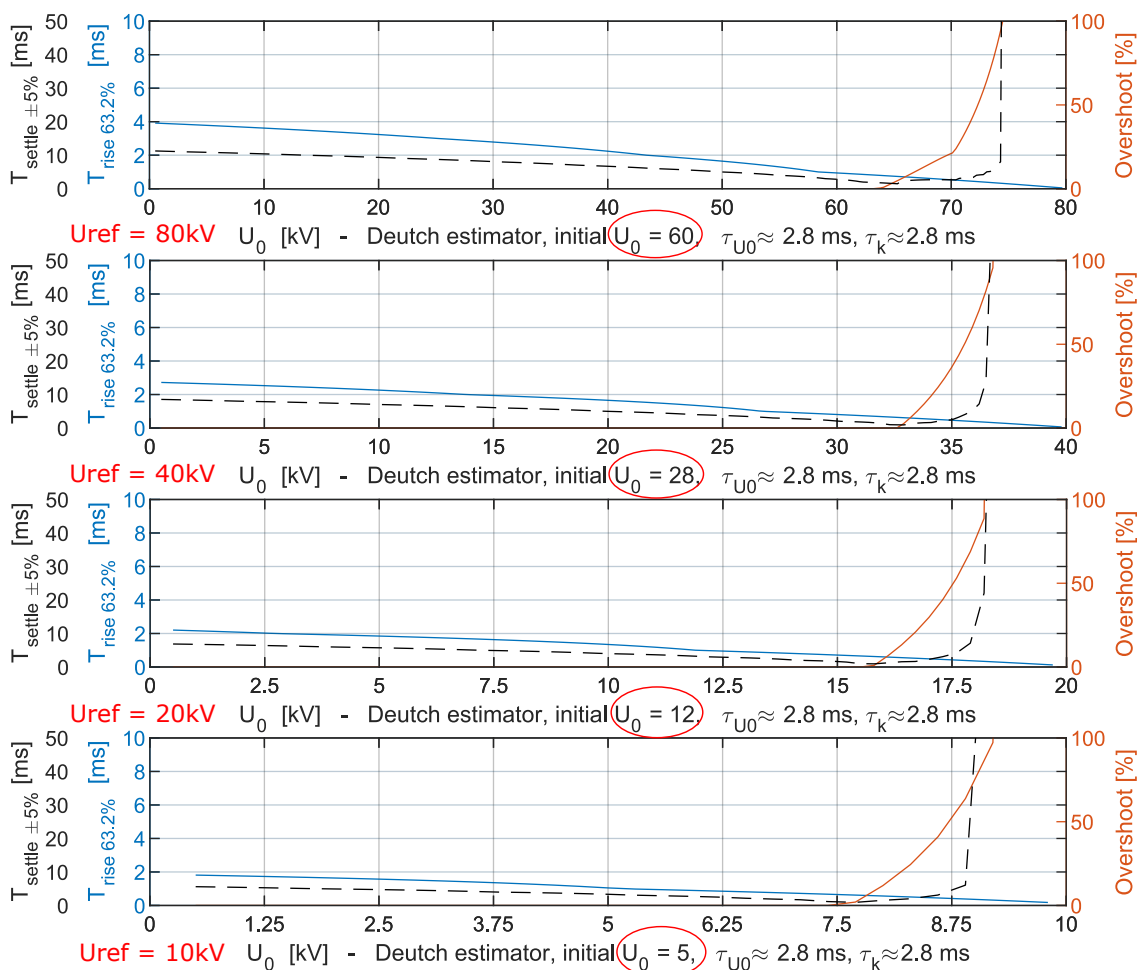 T settle ±5% [ms]
T rise 63.2% [ms]
50 10 100
40 8
30 6 50
20 4
10 2
0 0 0
0 10 20 30 40 50 60 70 80
Overshoot [%]
Uref = 80kV U0 [kV] - Deutch estimator, initial U0 = 60, τU0≈ 2.8 ms, τk≈2.8 ms
T settle ±5% [ms]
T rise 63.2% [ms]
50 10 100
40 8
30 6 50
20 4
10 2
0 0 0
0 5 10 15 20 25 30 35 40
Overshoot [%]
Uref = 40kV U0 [kV] - Deutch estimator, initial U0 = 28, τU0≈ 2.8 ms, τk≈2.8 ms
T settle ±5% [ms]
T rise 63.2% [ms]
50 10 100
40 8
30 6 50
20 4
10 2
0 0 0
0 2.5 5 7.5 10 12.5 15 17.5 20
Overshoot [%]
Uref = 20kV U0 [kV] - Deutch estimator, initial U0 = 12, τU0≈ 2.8 ms, τk≈2.8 ms
T settle ±5% [ms]
T rise 63.2% [ms]
50 10 100
40 8
30 6 50
20 4
10 2
0 0 0
0 1.25 2.5 3.75 5 6.25 7.5 8.75 10
Overshoot [%]
Uref = 10kV U0 [kV] - Deutch estimator, initial U0 = 5, τU0≈ 2.8 ms, τk≈2.8 ms